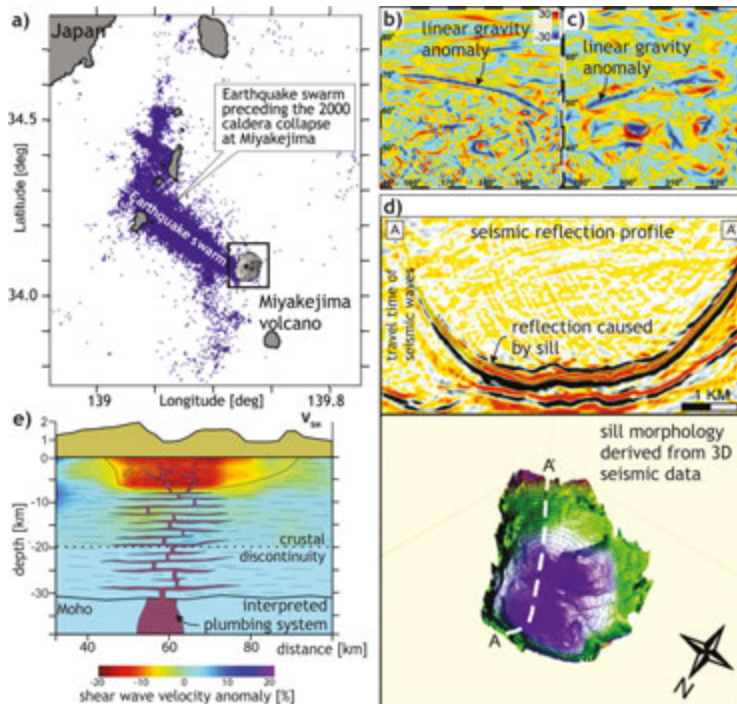 a)
Japan
Earthquake swarm
preceding the 2000
caldera collapse
at Miyakejima
34.5
Latitude [deg]
Earthquake swarm
34.0
Miyakejima
volcano
139
Longitude [deg]
139.8
b)
30
-30
linear gravity
anomaly
c)
linear gravity
anomaly
d)
A
seismic reflection profile
A'
travel time of
seismic waves
reflection caused
by sill
1 KM
sill morphology
derived from 3D
seismic data
A'
A
N
e)
VSH
2
1
0
-10
-20
-30
depth [km]
crustal
discontinuity
Moho
interpreted
plumbing system
40
60
80
distance [km]
-20
-10
0
10
20
shear wave velocity anomaly [%]